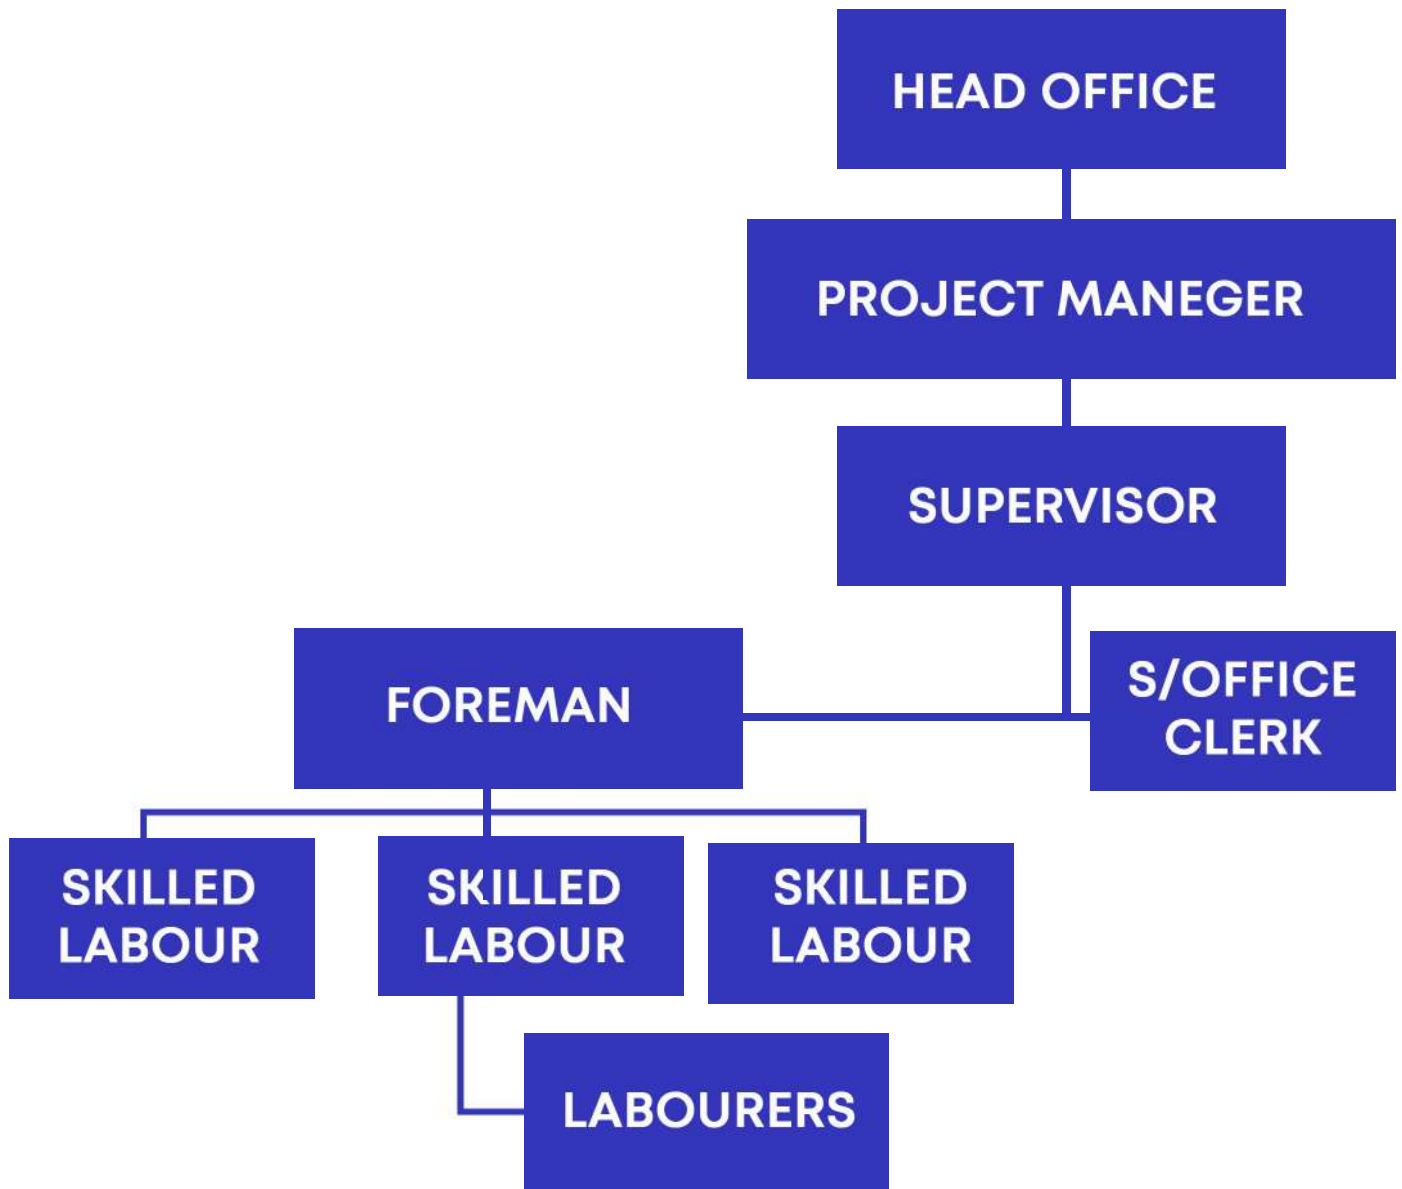 HEAD OFFICE
PROJECT MANEGER
SUPERVISOR
FOREMAN
S/OFFICE
CLERK
SKILLED
LABOUR
SKILLED
LABOUR
SKILLED
LABOUR
LABOURERS